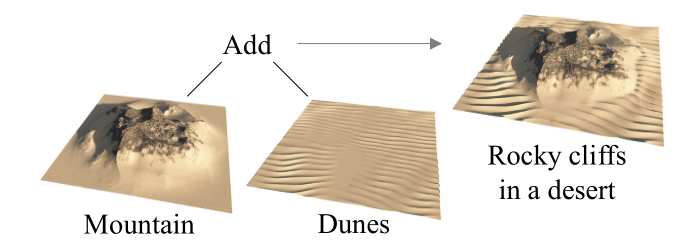 Add
Mountain
Dunes
Rocky cliffs
in a desert